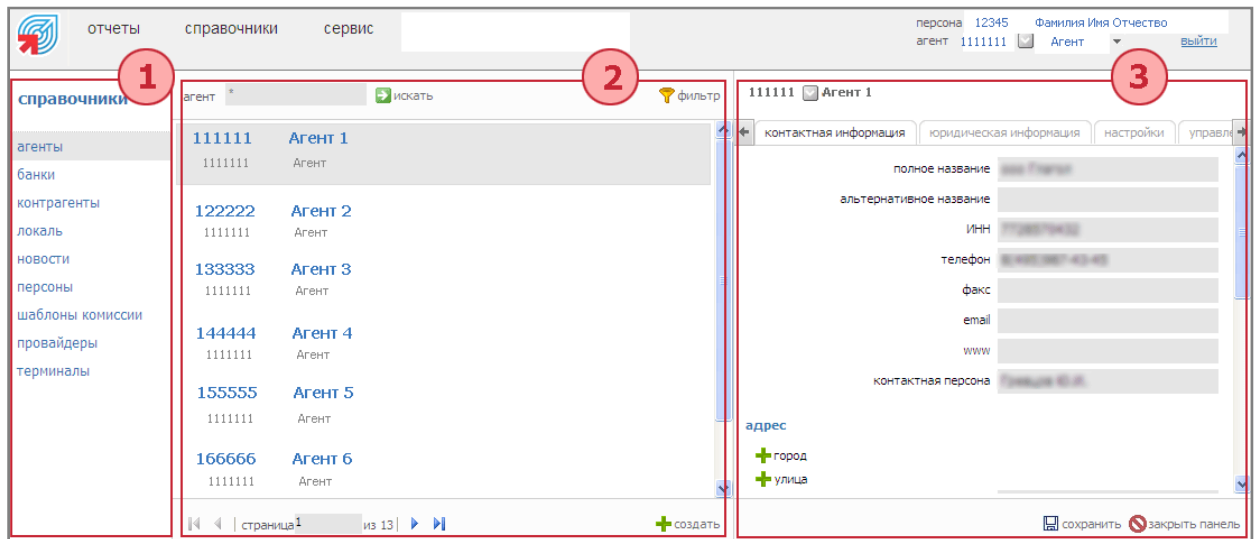 отчеты справочники сервис
персона 12345 Фамилия Имя Отчество
агент 1111111 Агент выйти
1
справочники
агенты
банки
контрагенты
локаль
новости
персоны
шаблоны комиссии
провайдеры
терминалы
2
агент * искать фильтр
111111 Агент 1
1111111 Агент
122222 Агент 2
1111111 Агент
133333 Агент 3
1111111 Агент
144444 Агент 4
1111111 Агент
155555 Агент 5
1111111 Агент
166666 Агент 6
1111111 Агент
страница 1 из 13
создать
3
111111 Агент 1
контактная информация юридическая информация настройки
полное название
альтернативное название
ИНН
телефон
факс
email
www
контактная персона
адрес
город
улица
сохранить закрыть панель